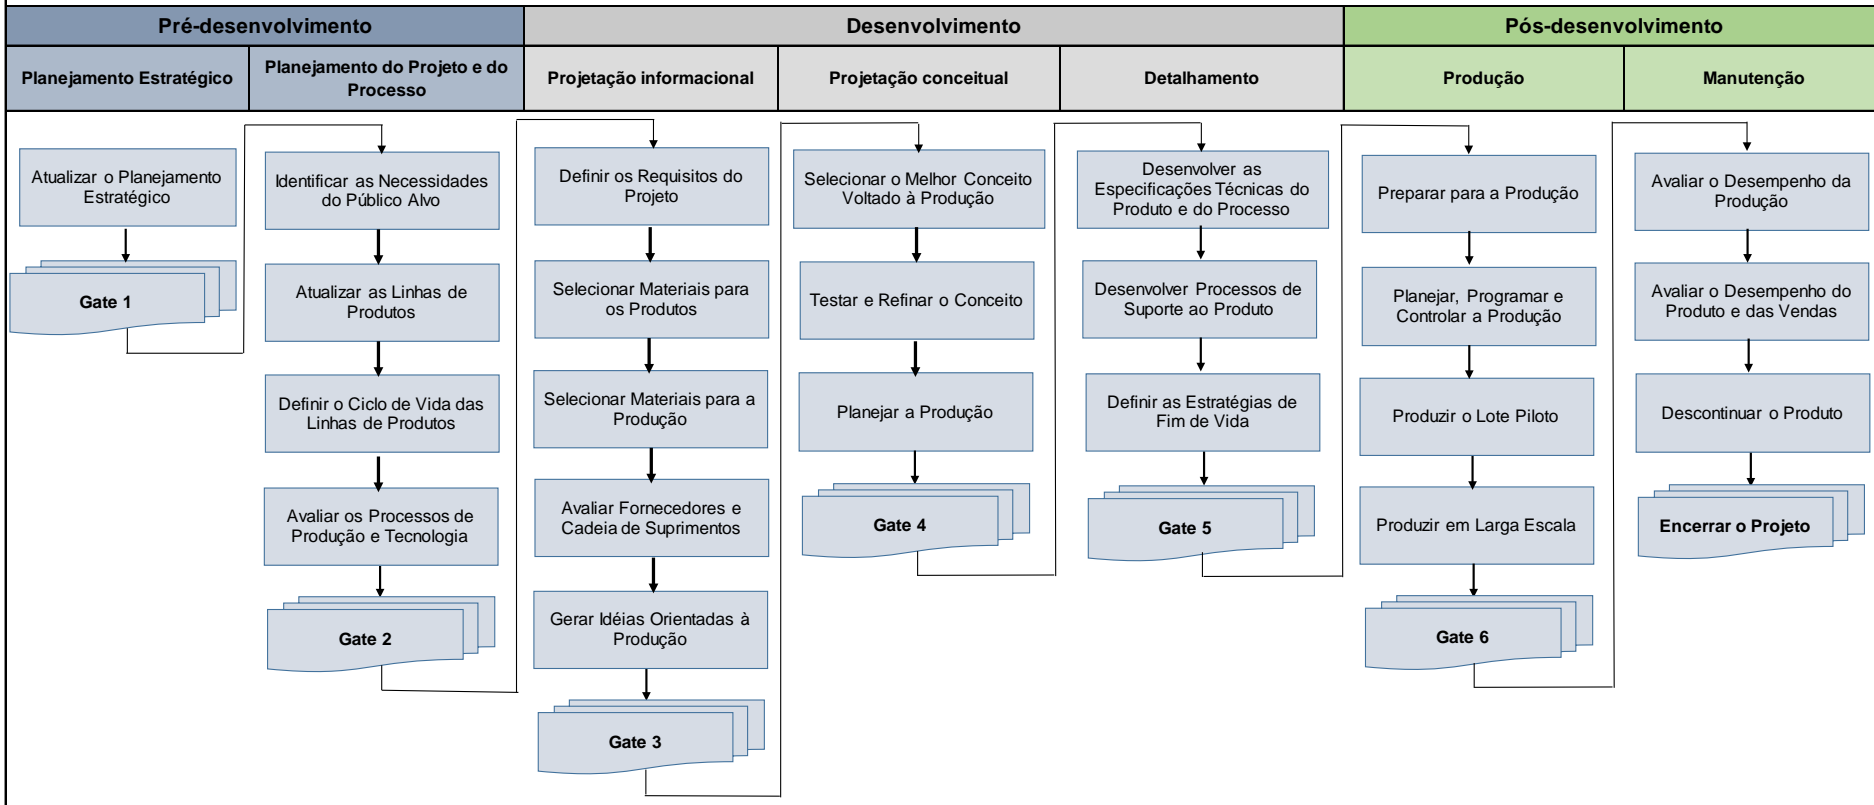 Pré-desenvolvimento
Desenvolvimento
Pós-desenvolvimento
Planejamento Estratégico
Planejamento do Projeto e do
Processo
Projetação informacional
Projetação conceitual
Detalhamento
Produção
Manutenção
Atualizar o Planejamento
Estratégico
Gate 1
Identificar as Necessidades
do Público Alvo
Atualizar as Linhas de
Produtos
Definir o Ciclo de Vida das
Linhas de Produtos
Avaliar os Processos de
Produção e Tecnologia
Gate 2
Definir os Requisitos do
Projeto
Selecionar Materiais para
os Produtos
Selecionar Materiais para a
Produção
Avaliar Fornecedores e
Cadeia de Suprimentos
Gerar Idéias Orientadas à
Produção
Gate 3
Selecionar o Melhor Conceito
Voltado à Produção
Testar e Refinar o Conceito
Planejar a Produção
Gate 4
Desenvolver as
Especificações Técnicas do
Produto e do Processo
Desenvolver Processos de
Suporte ao Produto
Definir as Estratégias de
Fim de Vida
Gate 5
Preparar para a Produção
Planejar, Programar e
Controlar a Produção
Produzir o Lote Piloto
Produzir em Larga Escala
Gate 6
Avaliar o Desempenho da
Produção
Avaliar o Desempenho do
Produto e das Vendas
Descontinuar o Produto
Encerrar o Projeto